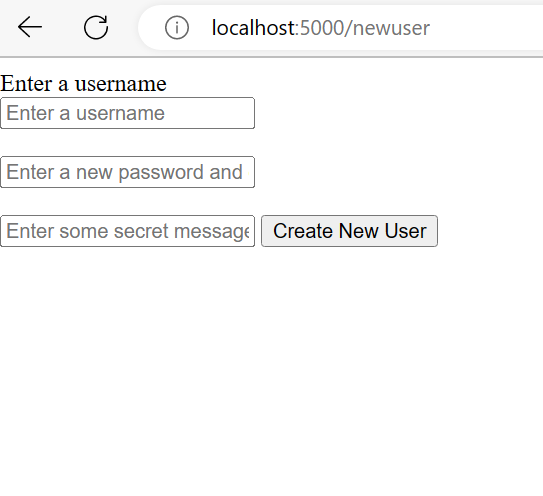 localhost:5000/newuser
Enter a username
Enter a username
Enter a new password and
Enter some secret message
Create New User